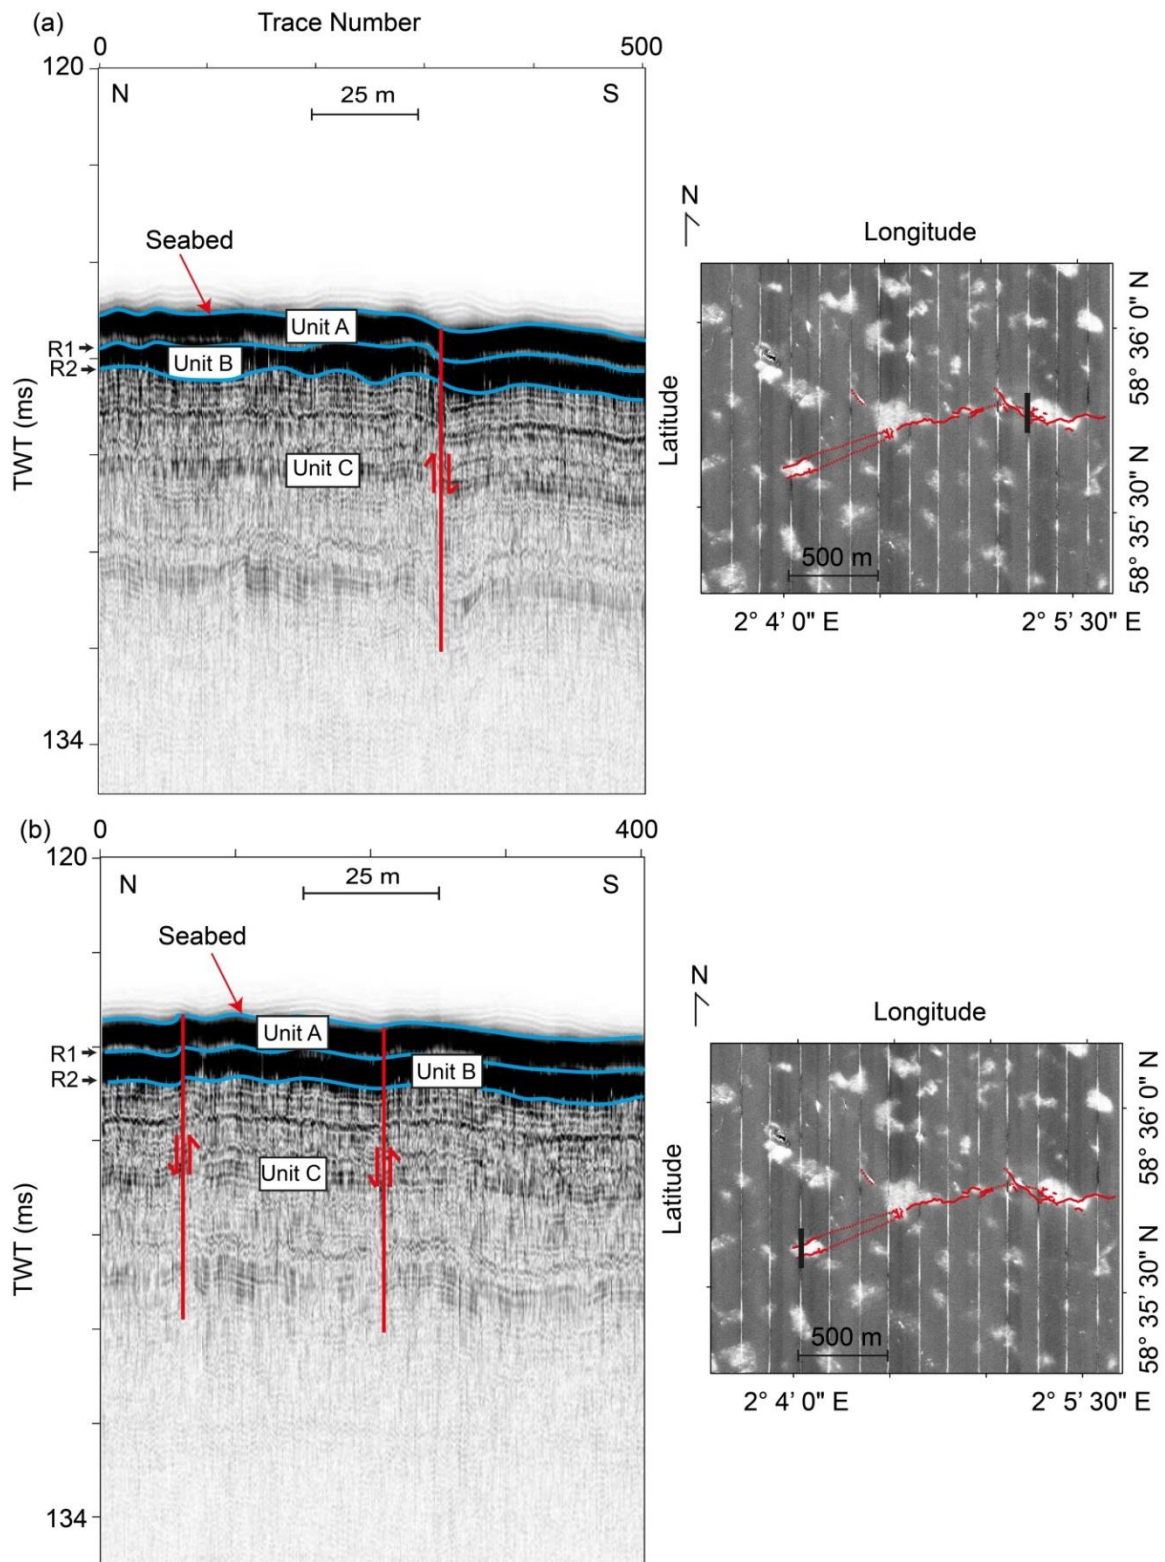 (a)
Trace Number
0
500
120
N
S
25 m
Seabed
Unit A
R1
Unit B
R2
Unit C
TWT (ms)
134
N
Longitude
Latitude
58° 36' 0" N
58° 35' 30" N
500 m
2° 4' 0" E
2° 5' 30" E
(b)
0
400
120
N
S
25 m
Seabed
Unit A
R1
Unit B
R2
Unit C
TWT (ms)
134
N
Longitude
Latitude
58° 36' 0" N
58° 35' 30" N
500 m
2° 4' 0" E
2° 5' 30" E